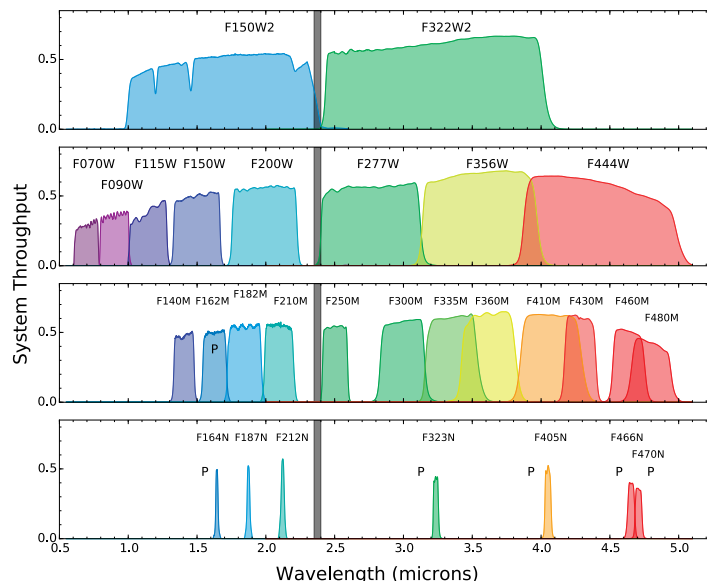 F150W2 F322W2
0.5
0.0
F070W F115W F150W F200W F277W F356W F444W
F090W
0.5
0.0
F182M
F140M F162M F210M F250M F300M F335M F360M F410M F430M F460M
F480M
0.5
P
0.0
F164N F187N F212N F323N F405N F466N
F470N
P P P P P
0.5
0.0
0.5 1.0 1.5 2.0 2.5 3.0 3.5 4.0 4.5 5.0
Wavelength (microns)
System Throughput